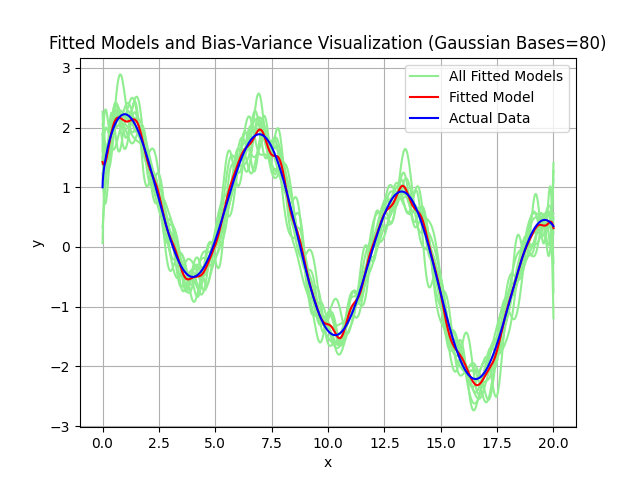 Fitted Models and Bias-Variance Visualization (Gaussian Bases=80)
All Fitted Models
Fitted Model
Actual Data
3
2
1
0
−1
−2
−3
y
0.0 2.5 5.0 7.5 10.0 12.5 15.0 17.5 20.0
x